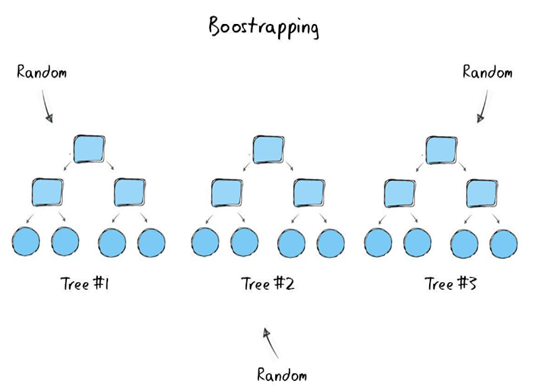 Boostrapping
Random
Random
Tree #1
Tree #2
Tree #3
Random